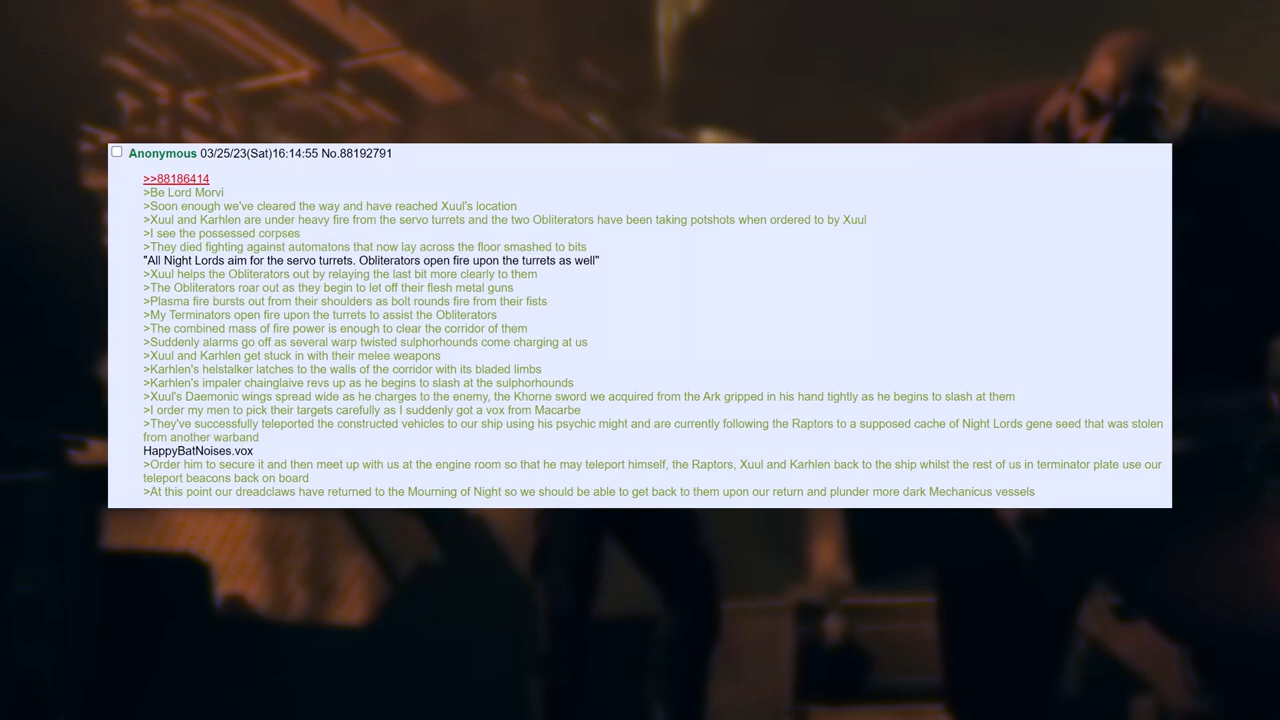 Anonymous 03/25/23(Sat)16:14:55 No.88192791
>>88186414
>Be Lord Morvi
>Soon enough we've cleared the way and have reached Xuul's location
>Xuul and Karhlen are under heavy fire from the servo turrets and the two Obliterators have been taking potshots when ordered to by Xuul
>I see the possessed corpses
>They died fighting against automatons that now lay across the floor smashed to bits
"All Night Lords aim for the servo turrets. Obliterators open fire upon the turrets as well"
>Xuul helps the Obliterators out by relaying the last bit more clearly to them
>The Obliterators roar out as they begin to let off their flesh metal guns
>Plasma fire bursts out from their shoulders as bolt rounds fire from their fists
>My Terminators open fire upon the turrets to assist the Obliterators
>The combined mass of fire power is enough to clear the corridor of them
>Suddenly alarms go off as several warp twisted sulphorhounds come charging at us
>Xuul and Karhlen get stuck in with their melee weapons
>Karhlen's helstalker latches to the walls of the corridor with its bladed limbs
>Karhlen's impaler chainglaive revs up as he begins to slash at the sulphorhounds
>Xuul's Daemonic wings spread wide as he charges to the enemy, the Khorne sword we acquired from the Ark gripped in his hand tightly as he begins to slash at them
>I order my men to pick their targets carefully as I suddenly got a vox from Macarbe
>They've successfully teleported the constructed vehicles to our ship using his psychic might and are currently following the Raptors to a supposed cache of Night Lords gene seed that was stolen
from another warband
HappyBatNoises.vox
>Order him to secure it and then meet up with us at the engine room so that he may teleport himself, the Raptors, Xuul and Karhlen back to the ship whilst the rest of us in terminator plate use our
teleport beacons back on board
>At this point our dreadclaws have returned to the Mourning of Night so we should be able to get back to them upon our return and plunder more dark Mechanicus vessels